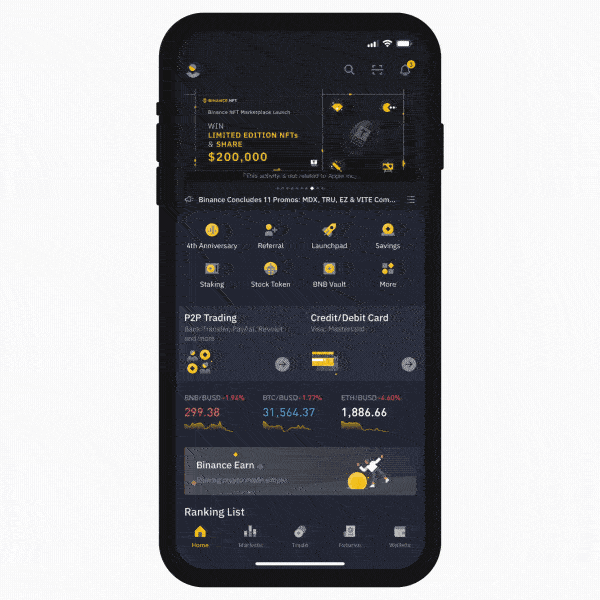 3
BINANCE NFT
Binance NFT Marketplace Launch
WIN
LIMITED EDITION NFTs
& SHARE
$200,000
*This activity is not related to Apple Inc.
Binance Concludes 11 Promos: MDX, TRU, EZ & VITE Com...
4th Anniversary Referral Launchpad Savings
Staking Stock Token BNB Vault More
P2P Trading
Bank Transfer, PayPal, Revolut
and more
Credit/Debit Card
Visa, Mastercard
BNB/BUSD -1.94% BTC/BUSD -1.77% ETH/BUSD -4.60%
299.38 31,564.37 1,886.66
Binance Earn
Earning crypto made simple
Ranking List
Home Markets Trade Futures Wallets